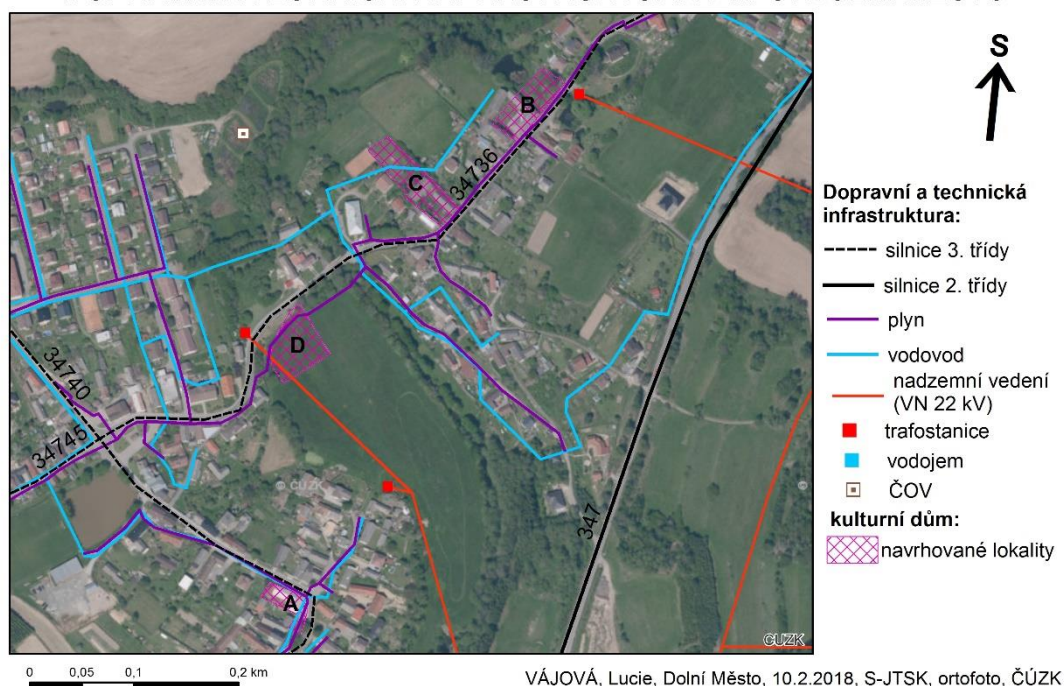 S
B
C
34736
D
34740
34745
© ČÚZK
©
A
347
ČÚZK
Dopravní a technická
infrastruktura:
silnice 3. třídy
silnice 2. třídy
plyn
vodovod
nadzemní vedení
(VN 22 kV)
trafostanice
vodojem
ČOV
kulturní dům:
navrhované lokality
0 0,05 0,1 0,2 km
VÁJOVÁ, Lucie, Dolní Město, 10.2.2018, S-JTSK, ortofoto, ČÚZK